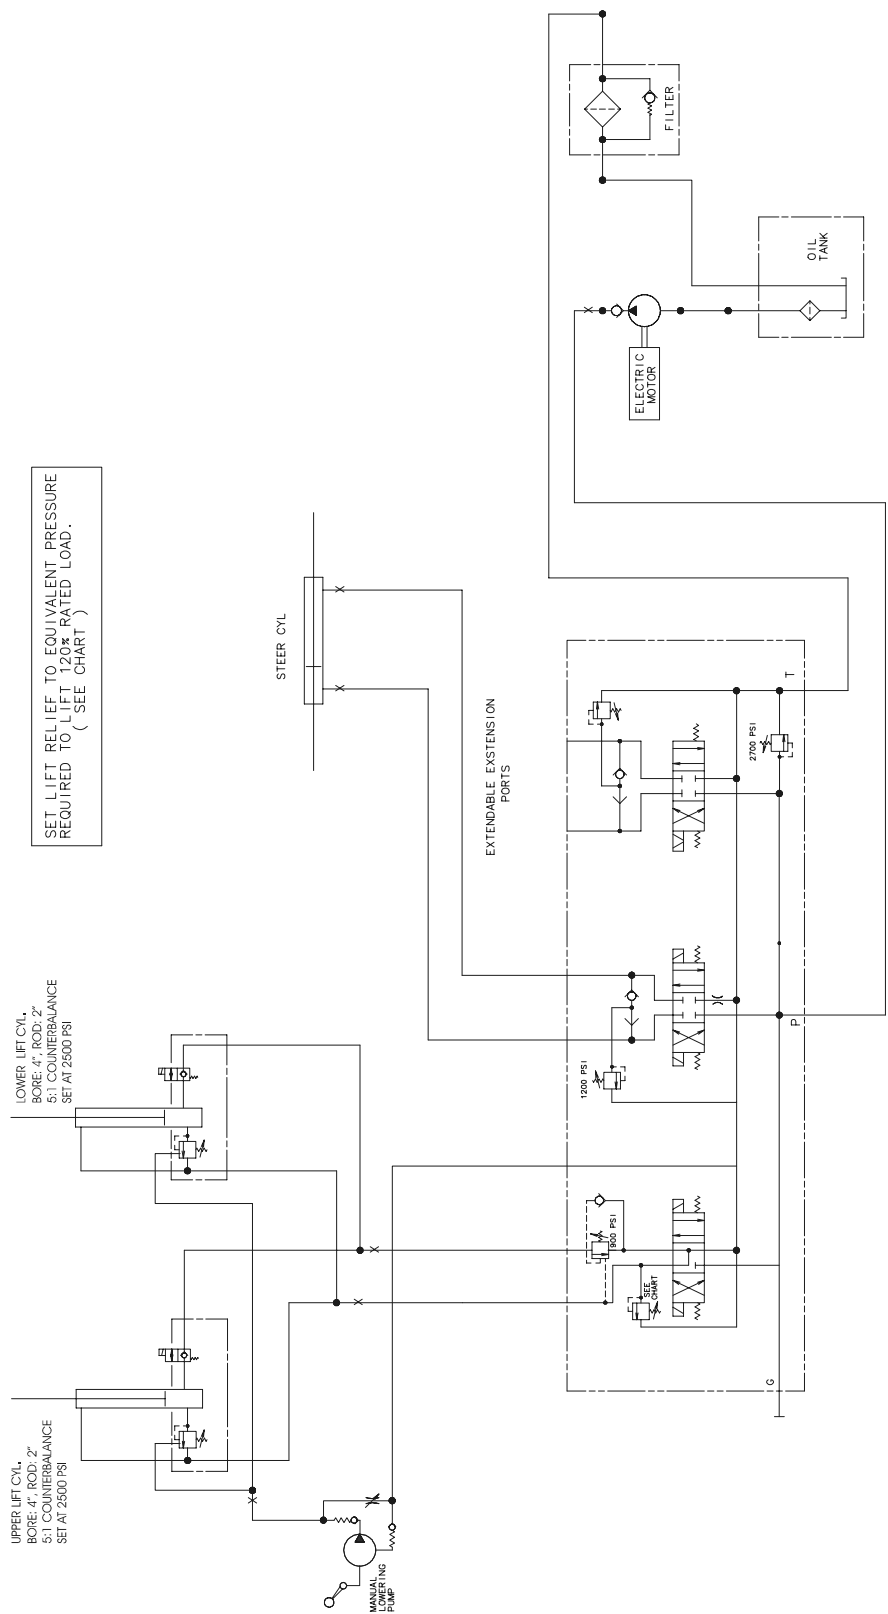 FILTER
OIL
TANK
ELECTRIC
MOTOR
SET LIFT RELIEF TO EQUIVALENT PRESSURE
REQUIRED TO LIFT 120% RATED LOAD.
( SEE CHART )
STEER CYL
EXTENDABLE EXSTENSION
PORTS
T
2700 PSI
LOWER LIFT CYL.
BORE: 4", ROD: 2"
5:1 COUNTERBALANCE
SET AT 2500 PSI
1200 PSI
P
900 PSI
SEE
CHART
G
UPPER LIFT CYL.
BORE: 4", ROD: 2"
5:1 COUNTERBALANCE
SET AT 2500 PSI
MANUAL
LOWERING
PUMP